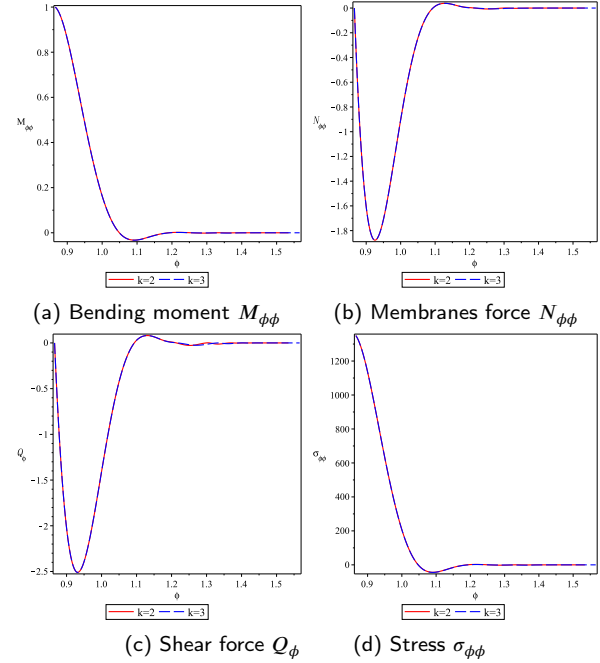 1
0.8
0.6
M_ϕϕ
0.4
0.2
0
0.9 1.0 1.1 1.2 1.3 1.4 1.5
ϕ
k=2 k=3
(a) Bending moment M_ϕϕ
0
−0.2
−0.4
−0.6
−0.8
N_ϕϕ
−1
−1.2
−1.4
−1.6
−1.8
0.9 1.0 1.1 1.2 1.3 1.4 1.5
ϕ
k=2 k=3
(b) Membranes force N_ϕϕ
0
−0.5
−1
Q_ϕ
−1.5
−2
−2.5
0.9 1.0 1.1 1.2 1.3 1.4 1.5
ϕ
k=2 k=3
(c) Shear force Q_ϕ
1200
1000
800
σ_ϕϕ
600
400
200
0
0.9 1.0 1.1 1.2 1.3 1.4 1.5
ϕ
k=2 k=3
(d) Stress σ_ϕϕ